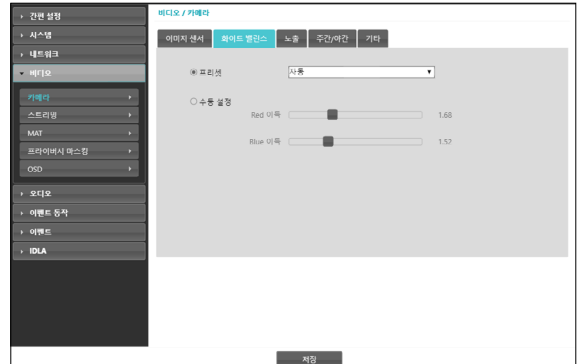 간편 설정
시스템
네트워크
비디오
카메라
스트리밍
MAT
프라이버시 마스킹
OSD
오디오
이벤트 동작
이벤트
IDLA
비디오 / 카메라
이미지 센서 화이트 밸런스 노출 주간/야간 기타
프리셋 자동
수동 설정
Red 이득 1.68
Blue 이득 1.52
저장